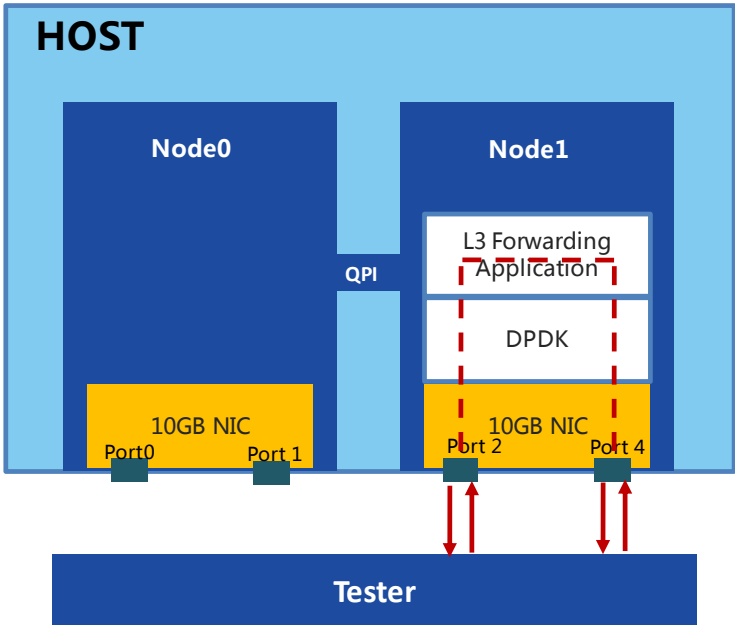 HOST
Node0
Node1
L3 Forwarding
Application
QPI
DPDK
10GB NIC
Port0
Port 1
10GB NIC
Port 2
Port 4
Tester